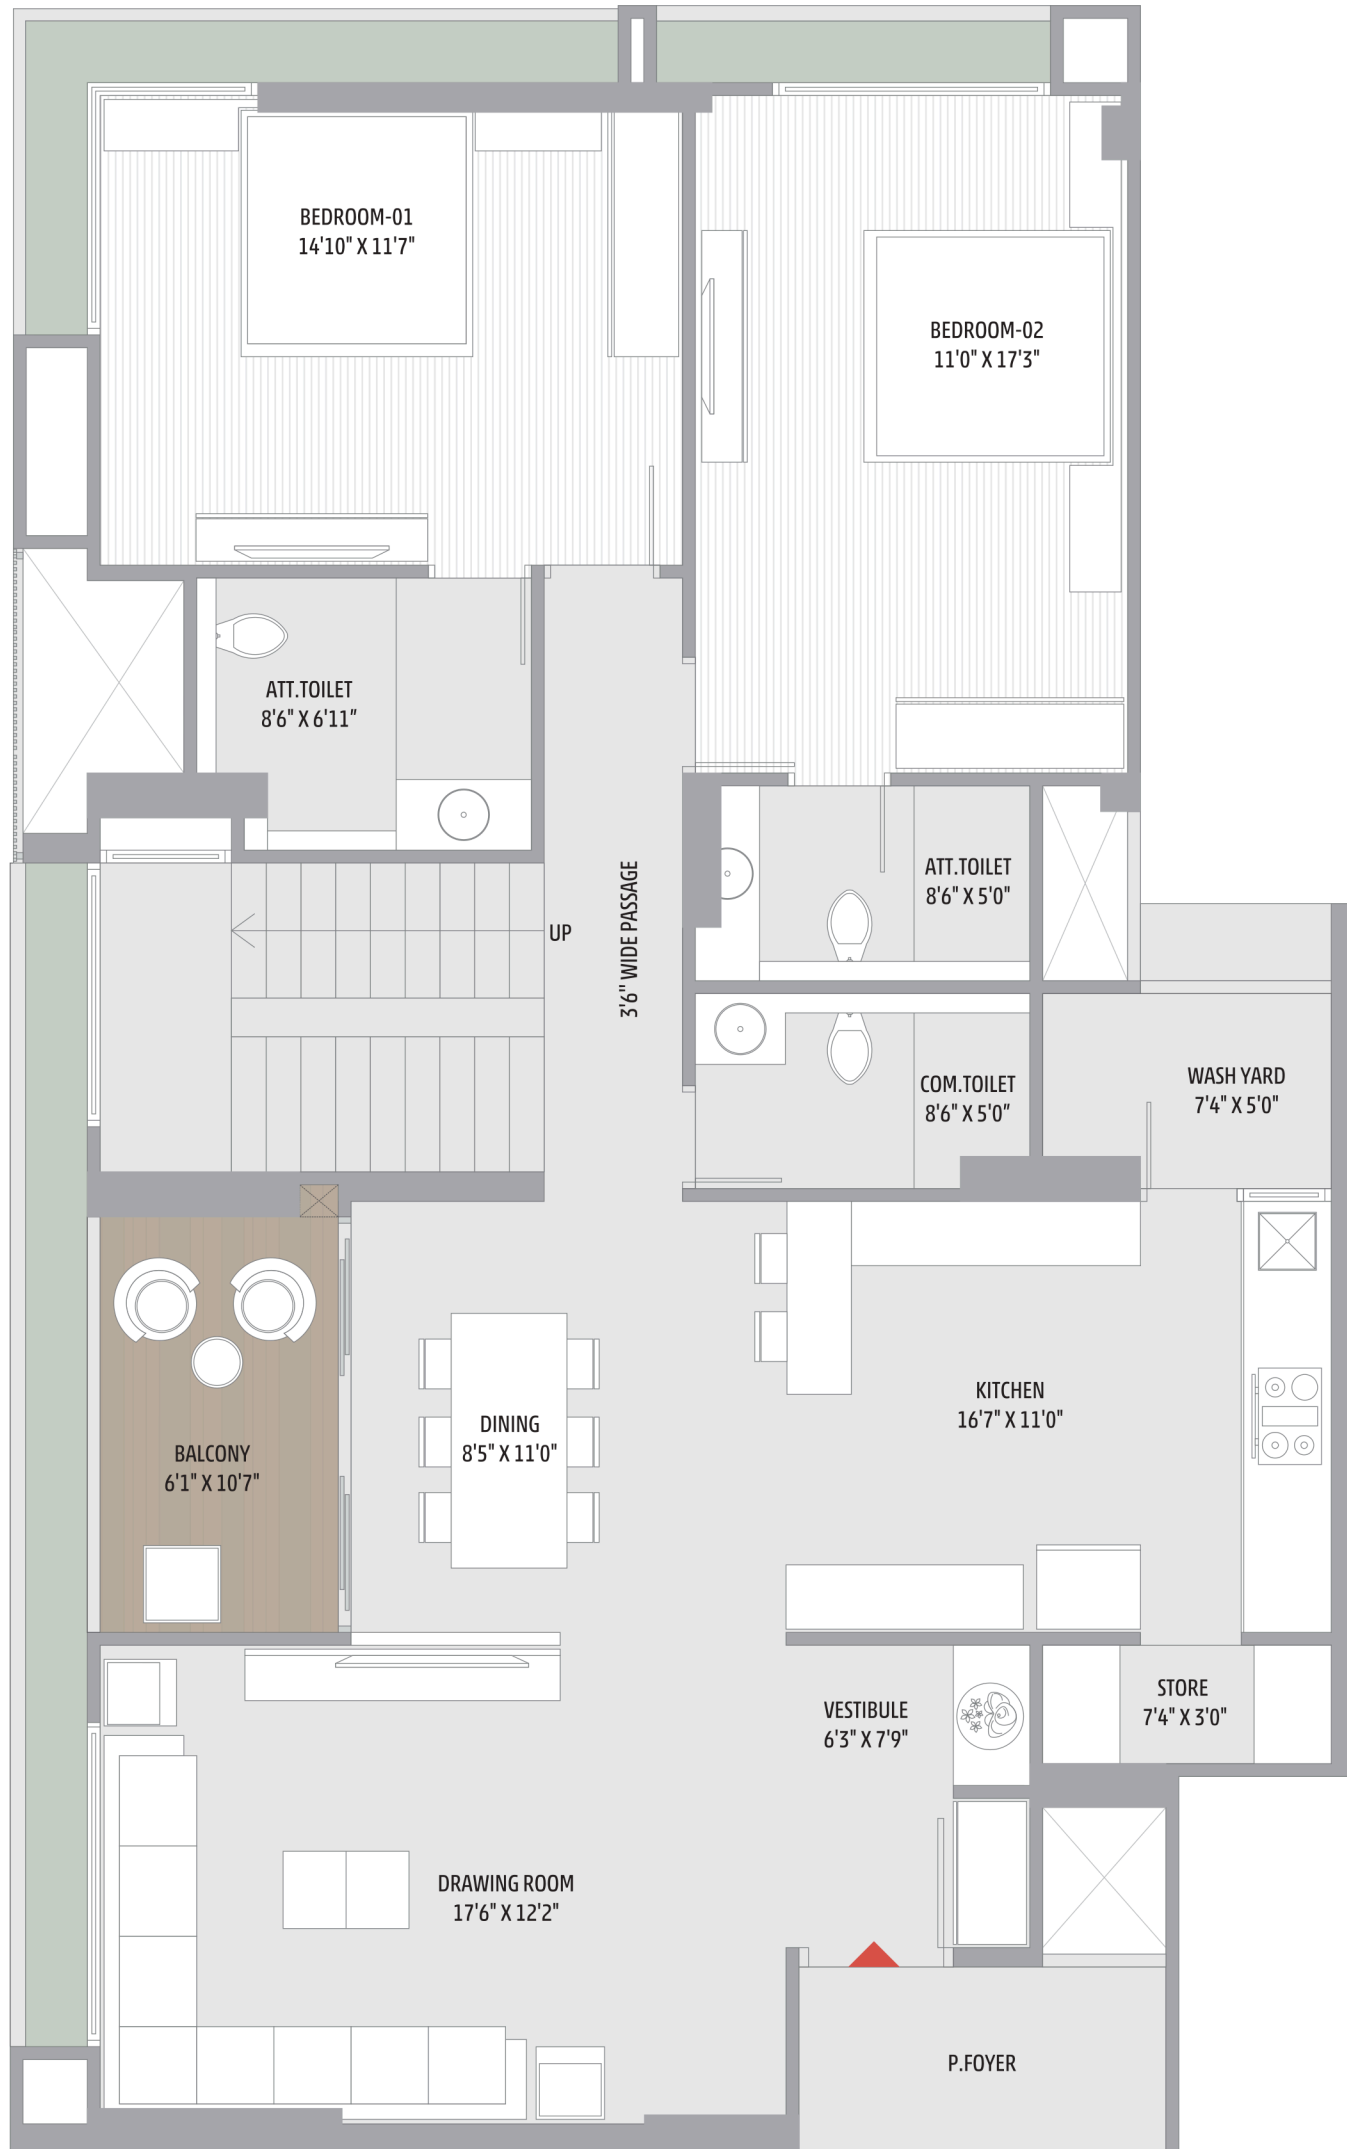 BEDROOM-01
14'10" X 11'7"
BEDROOM-02
11'0" X 17'3"
ATT.TOILET
8'6" X 6'11"
ATT.TOILET
8'6" X 5'0"
UP
3'6" WIDE PASSAGE
COM.TOILET
8'6" X 5'0"
WASH YARD
7'4" X 5'0"
KITCHEN
16'7" X 11'0"
DINING
8'5" X 11'0"
BALCONY
6'1" X 10'7"
STORE
7'4" X 3'0"
VESTIBULE
6'3" X 7'9"
DRAWING ROOM
17'6" X 12'2"
P.FOYER